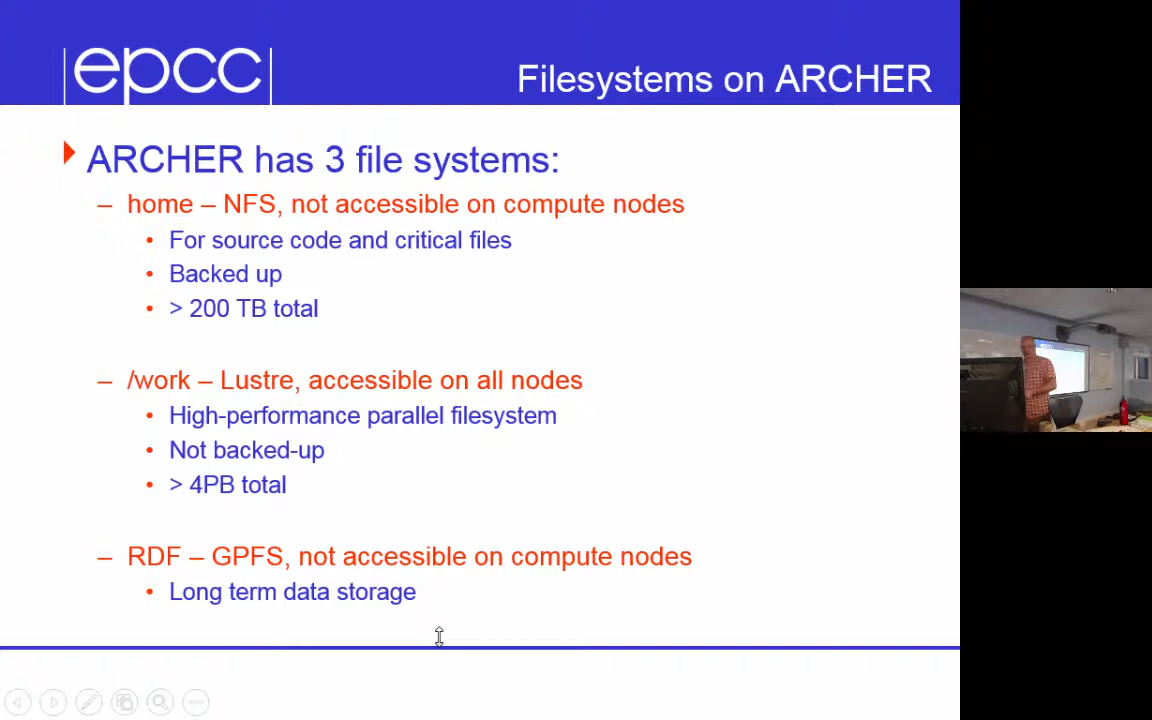 epcc
Filesystems on ARCHER
ARCHER has 3 file systems:
– home – NFS, not accessible on compute nodes
• For source code and critical files
• Backed up
• > 200 TB total
– /work – Lustre, accessible on all nodes
• High-performance parallel filesystem
• Not backed-up
• > 4PB total
– RDF – GPFS, not accessible on compute nodes
• Long term data storage
epcc